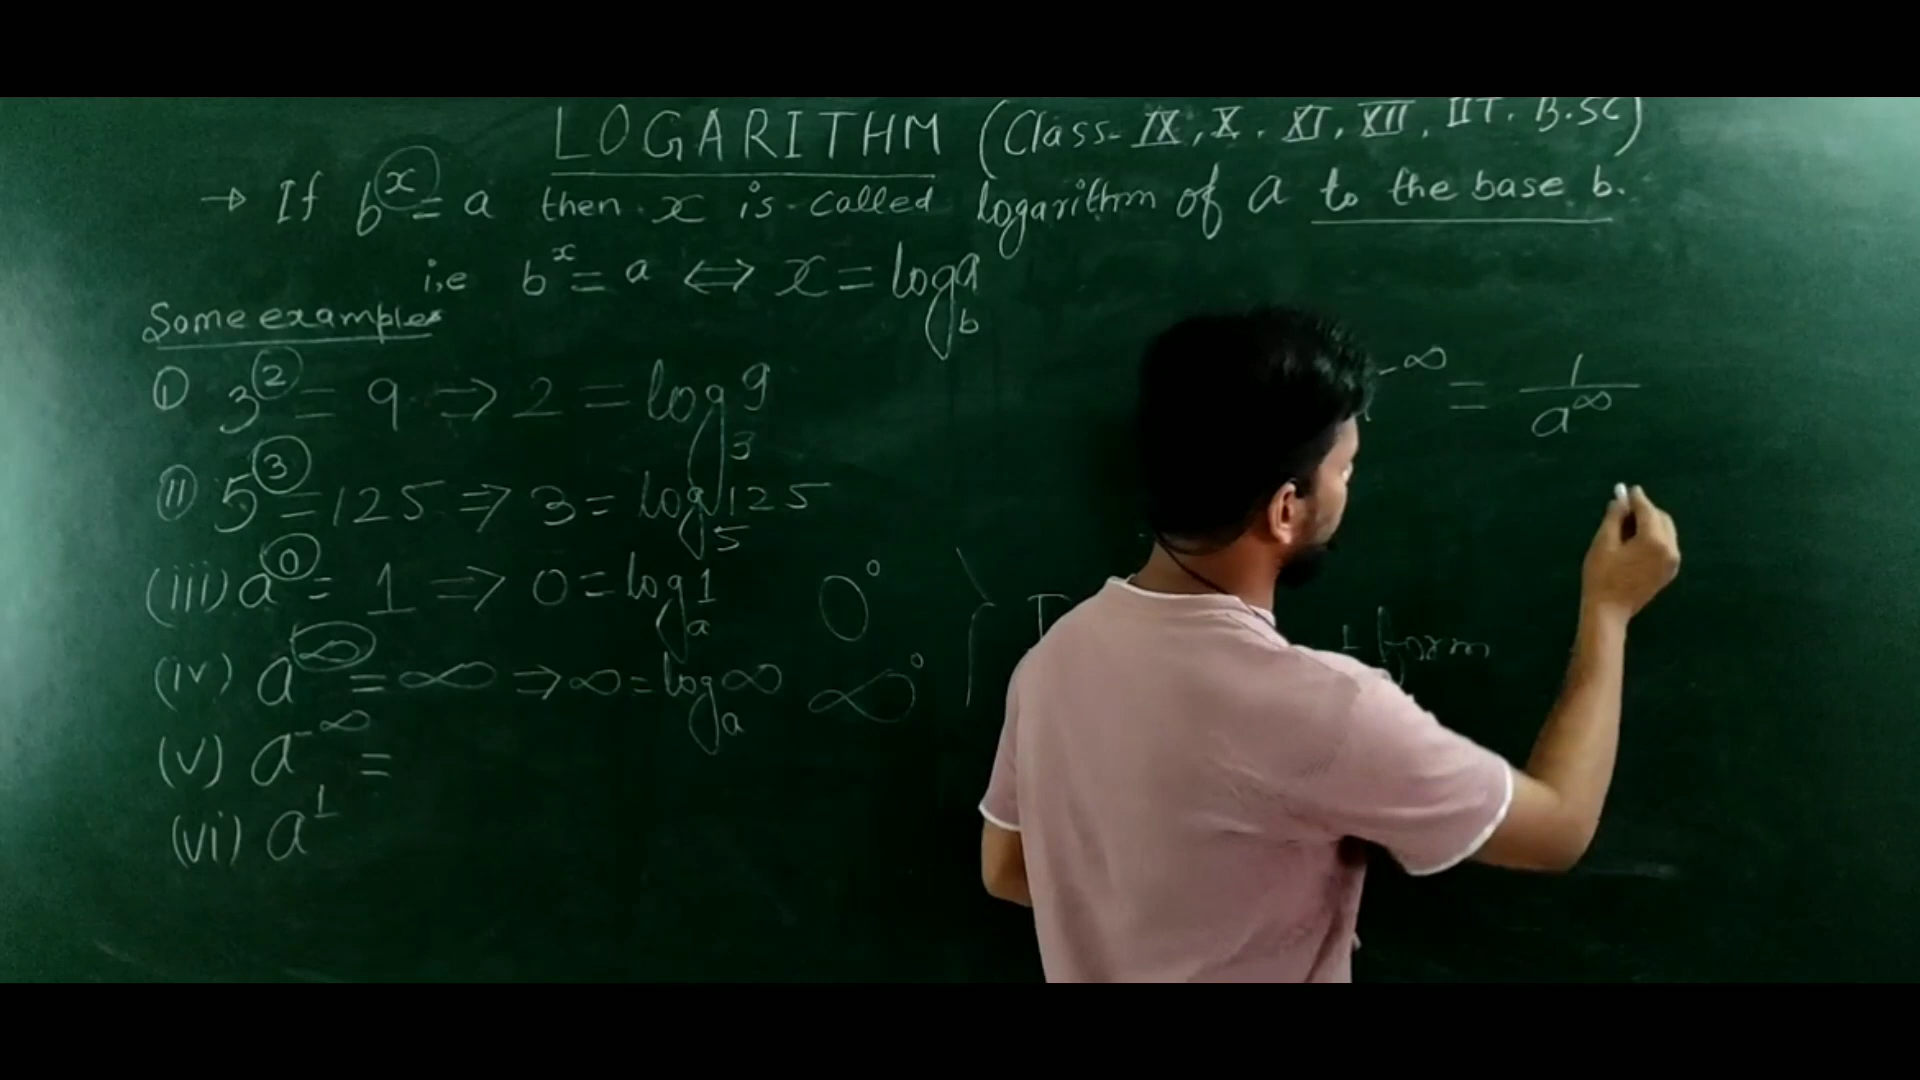 LOGARITHM (Class- IX, X, XI, XII, IIT, B.SC)
→ If b^x = a then x is called logarithm of a to the base b.
i.e b^x = a ⇔ x = log_b a
Some examples
(i) 3^2 = 9 ⇒ 2 = log_3 9
(ii) 5^3 = 125 ⇒ 3 = log_5 125
(iii) a^0 = 1 ⇒ 0 = log_a 1
(iv) a^∞ = ∞ ⇒ ∞ = log_a ∞
(v) a^-∞ =
(vi) a^1
0^0
∞^0
form
-∞ = 1/a^∞